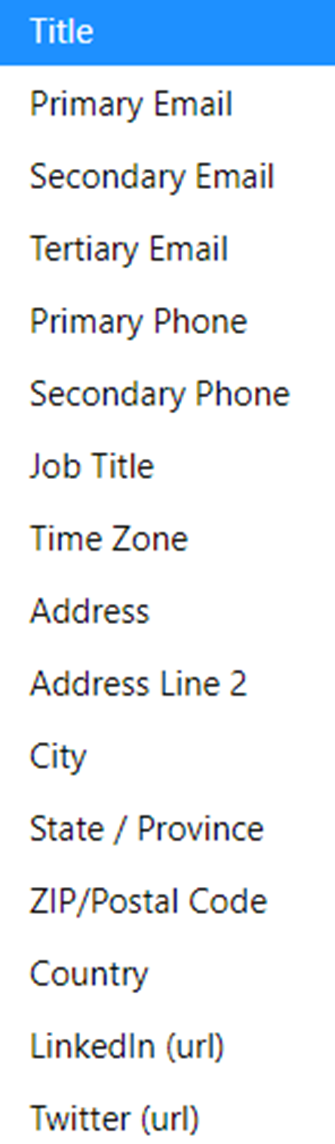 Title
Primary Email
Secondary Email
Tertiary Email
Primary Phone
Secondary Phone
Job Title
Time Zone
Address
Address Line 2
City
State / Province
ZIP/Postal Code
Country
LinkedIn (url)
Twitter (url)